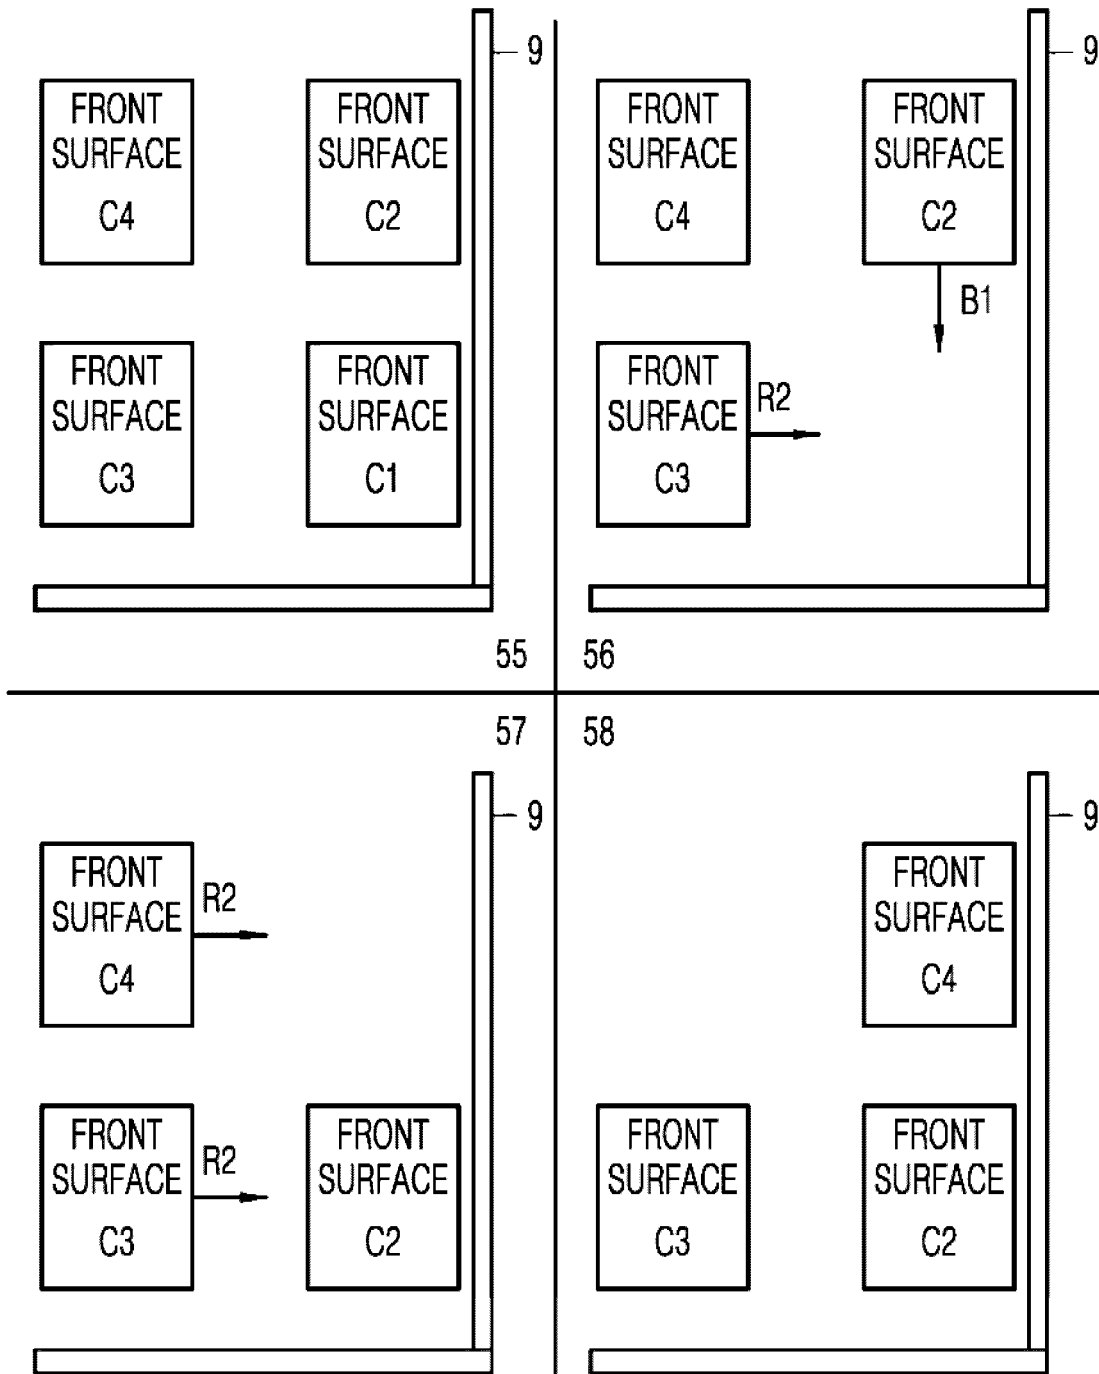 9
FRONT
SURFACE
C4
FRONT
SURFACE
C2
FRONT
SURFACE
C3
FRONT
SURFACE
C1
55
9
FRONT
SURFACE
C4
FRONT
SURFACE
C2
B1
FRONT
SURFACE
C3
R2
56
57
9
FRONT
SURFACE
C4
R2
FRONT
SURFACE
C3
R2
FRONT
SURFACE
C2
58
9
FRONT
SURFACE
C4
FRONT
SURFACE
C3
FRONT
SURFACE
C2